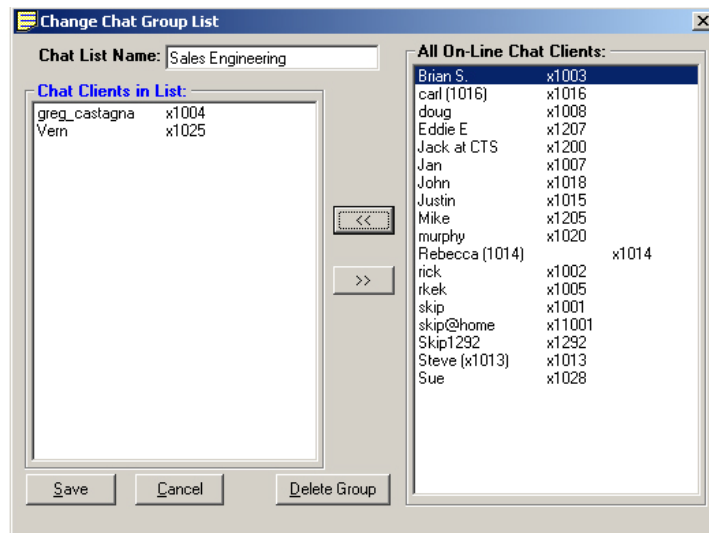 Change Chat Group List
Chat List Name: Sales Engineering
Chat Clients in List:
greg_castagna x1004
Vern x1025
<<
>>
All On-Line Chat Clients:
Brian S. x1003
carl (1016) x1016
doug x1008
Eddie E x1207
Jack at CTS x1200
Jan x1007
John x1018
Justin x1015
Mike x1205
murphy x1020
Rebecca (1014) x1014
rick x1002
rkek x1005
skip x1001
skip@home x11001
Skip1292 x1292
Steve (x1013) x1013
Sue x1028
Save Cancel Delete Group